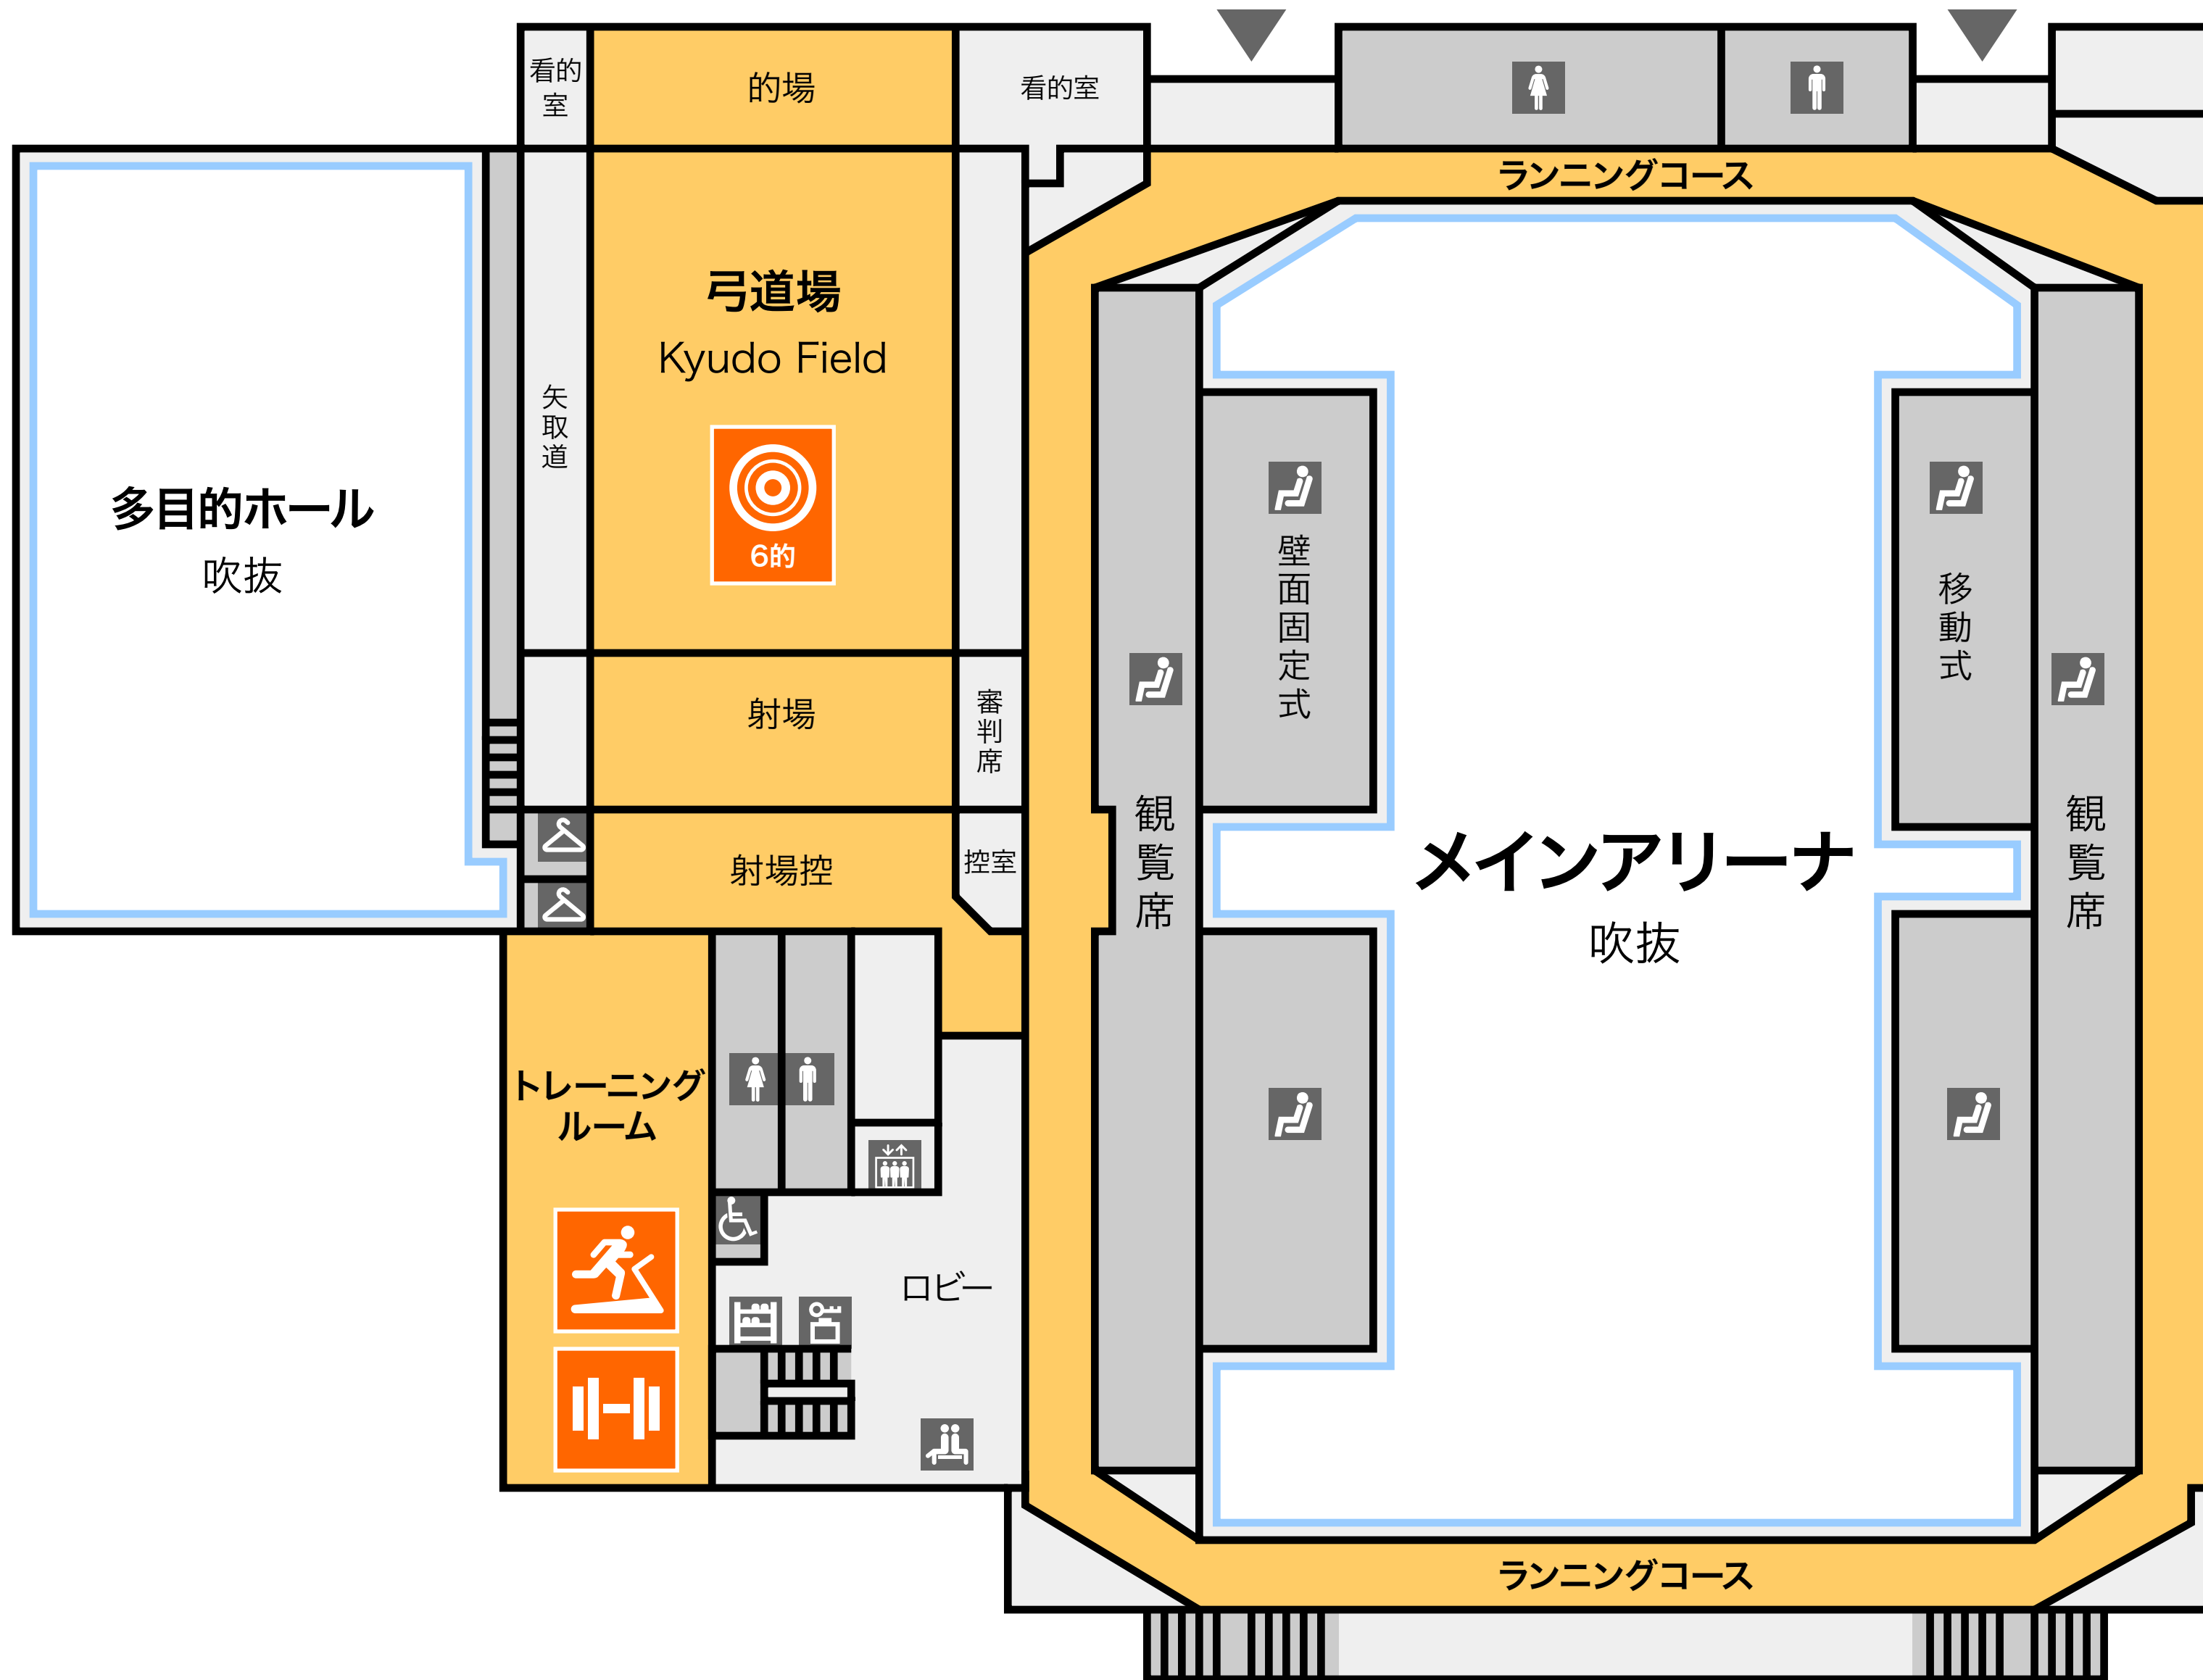 看的
室
的場
看的室
ランニングコース
弓道場
Kyudo Field
矢取道
6的
多目的ホール
吹抜
壁面固定式
移動式
射場
審判席
観覧席
観覧席
メインアリーナ
吹抜
射場控
控室
トレーニング
ルーム
ロビー
ランニングコース